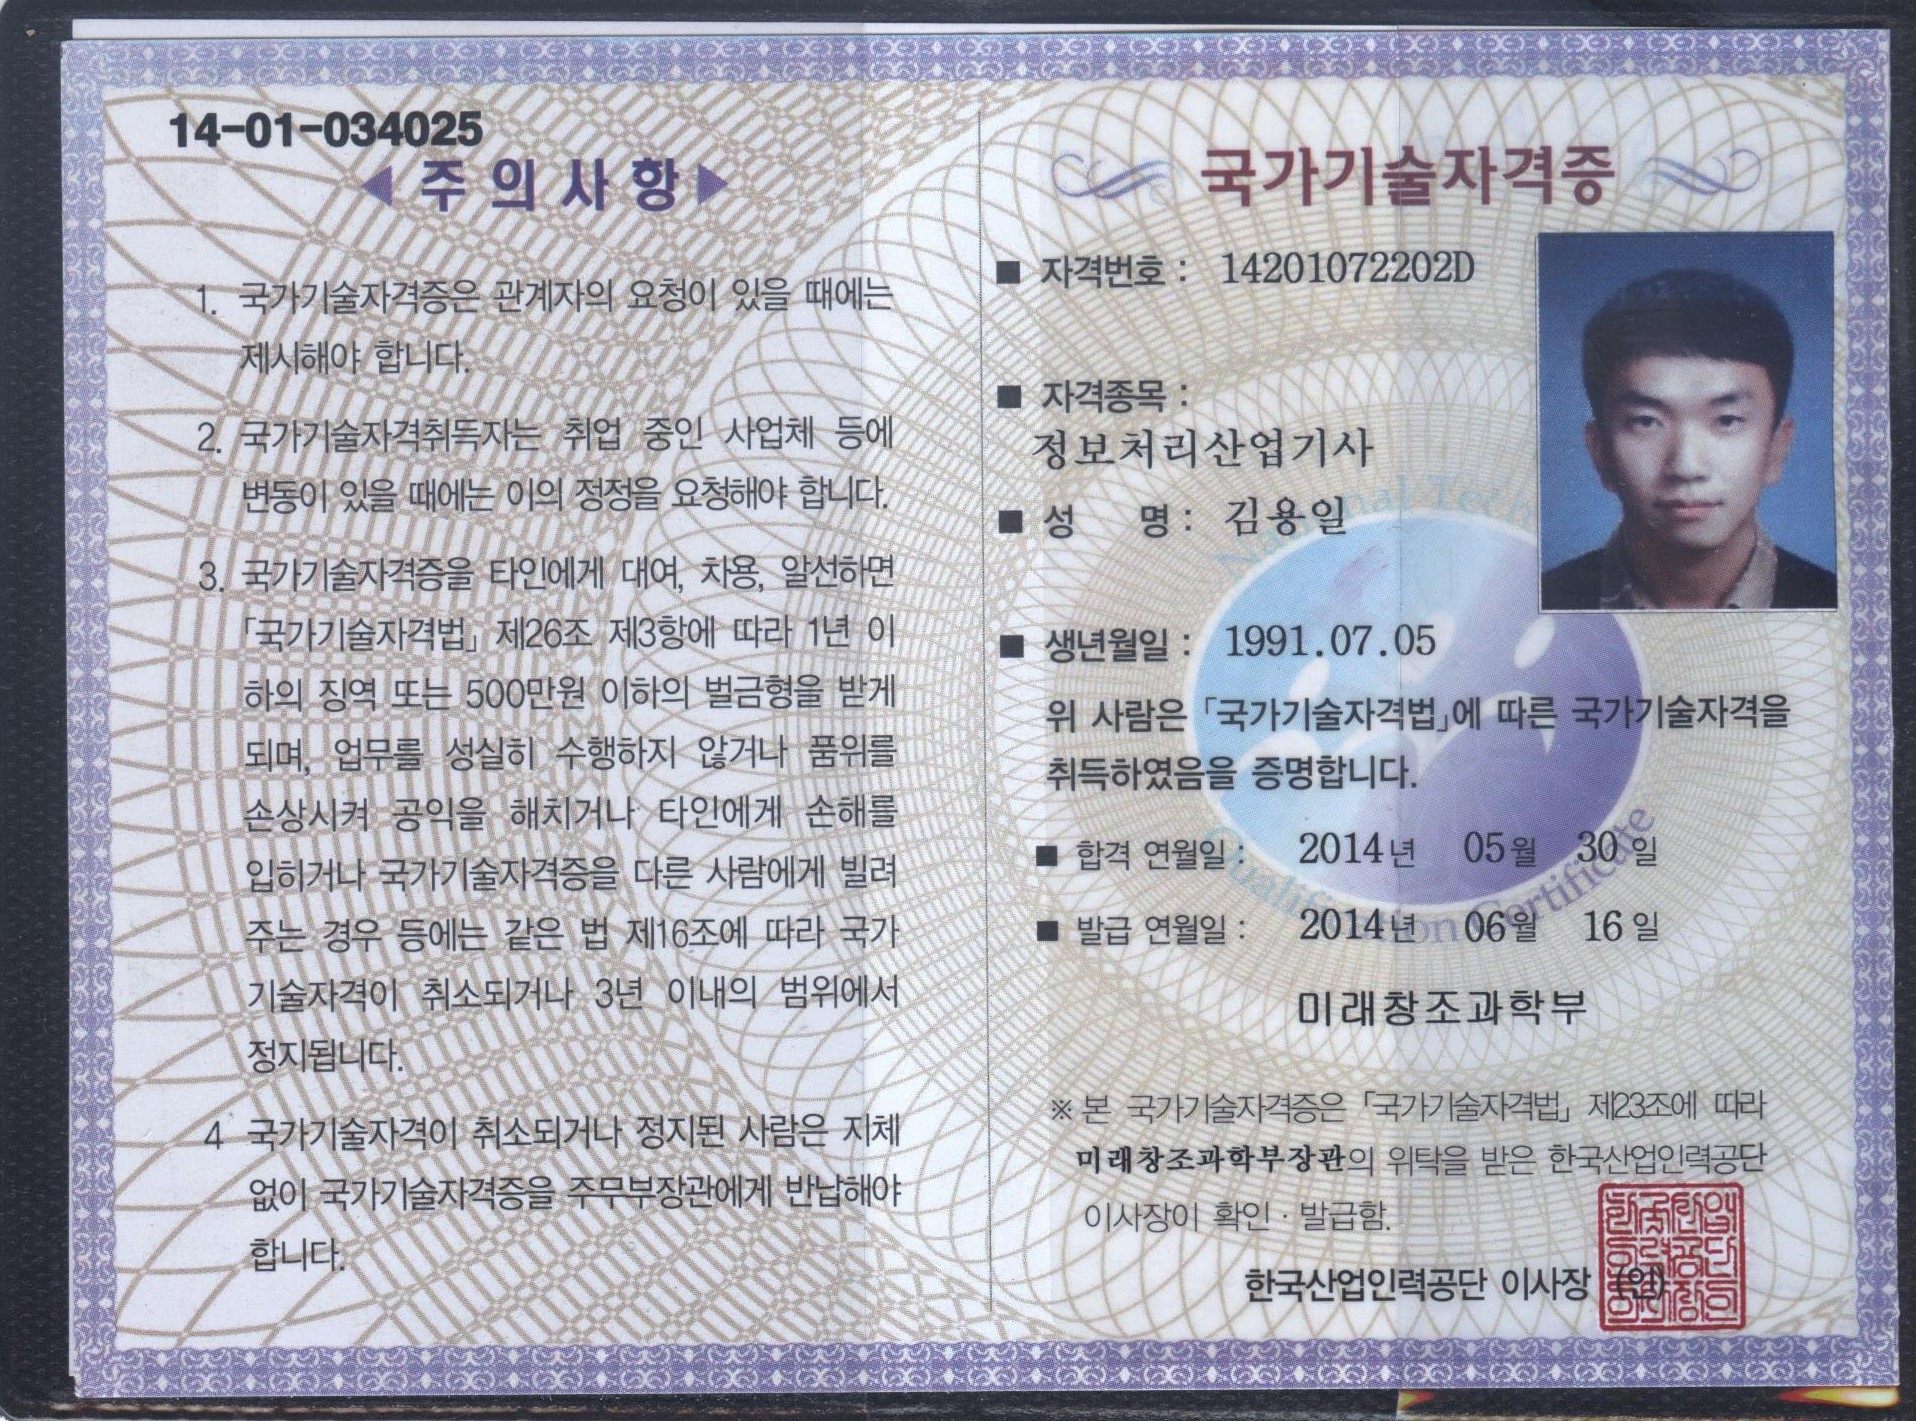 14-01-034025
◀ 주 의 사 항 ▶
1. 국가기술자격증은 관계자의 요청이 있을 때에는
제시해야 합니다.
2. 국가기술자격취득자는 취업 중인 사업체 등에
변동이 있을 때에는 이의 정정을 요청해야 합니다.
3. 국가기술자격증을 타인에게 대여, 차용, 알선하면
「국가기술자격법」 제26조 제3항에 따라 1년 이
하의 징역 또는 500만원 이하의 벌금형을 받게
되며, 업무를 성실히 수행하지 않거나 품위를
손상시켜 공익을 해치거나 타인에게 손해를
입히거나 국가기술자격증을 다른 사람에게 빌려
주는 경우 등에는 같은 법 제16조에 따라 국가
기술자격이 취소되거나 3년 이내의 범위에서
정지됩니다.
4 국가기술자격이 취소되거나 정지된 사람은 지체
없이 국가기술자격증을 주무부장관에게 반납해야
합니다.
국가기술자격증
■ 자격번호 : 14201072202D
■ 자격종목 :
정보처리산업기사
■ 성 명 : 김용일
■ 생년월일 : 1991.07.05
위 사람은 「국가기술자격법」에 따른 국가기술자격을
취득하였음을 증명합니다.
■ 합격 연월일 : 2014년 05월 30일
■ 발급 연월일 : 2014년 06월 16일
미래창조과학부
※ 본 국가기술자격증은 「국가기술자격법」 제23조에 따라
미래창조과학부장관의 위탁을 받은 한국산업인력공단
이사장이 확인 · 발급함.
한국산업인력공단 이사장 (인)
National Tech
Qualification Certificate